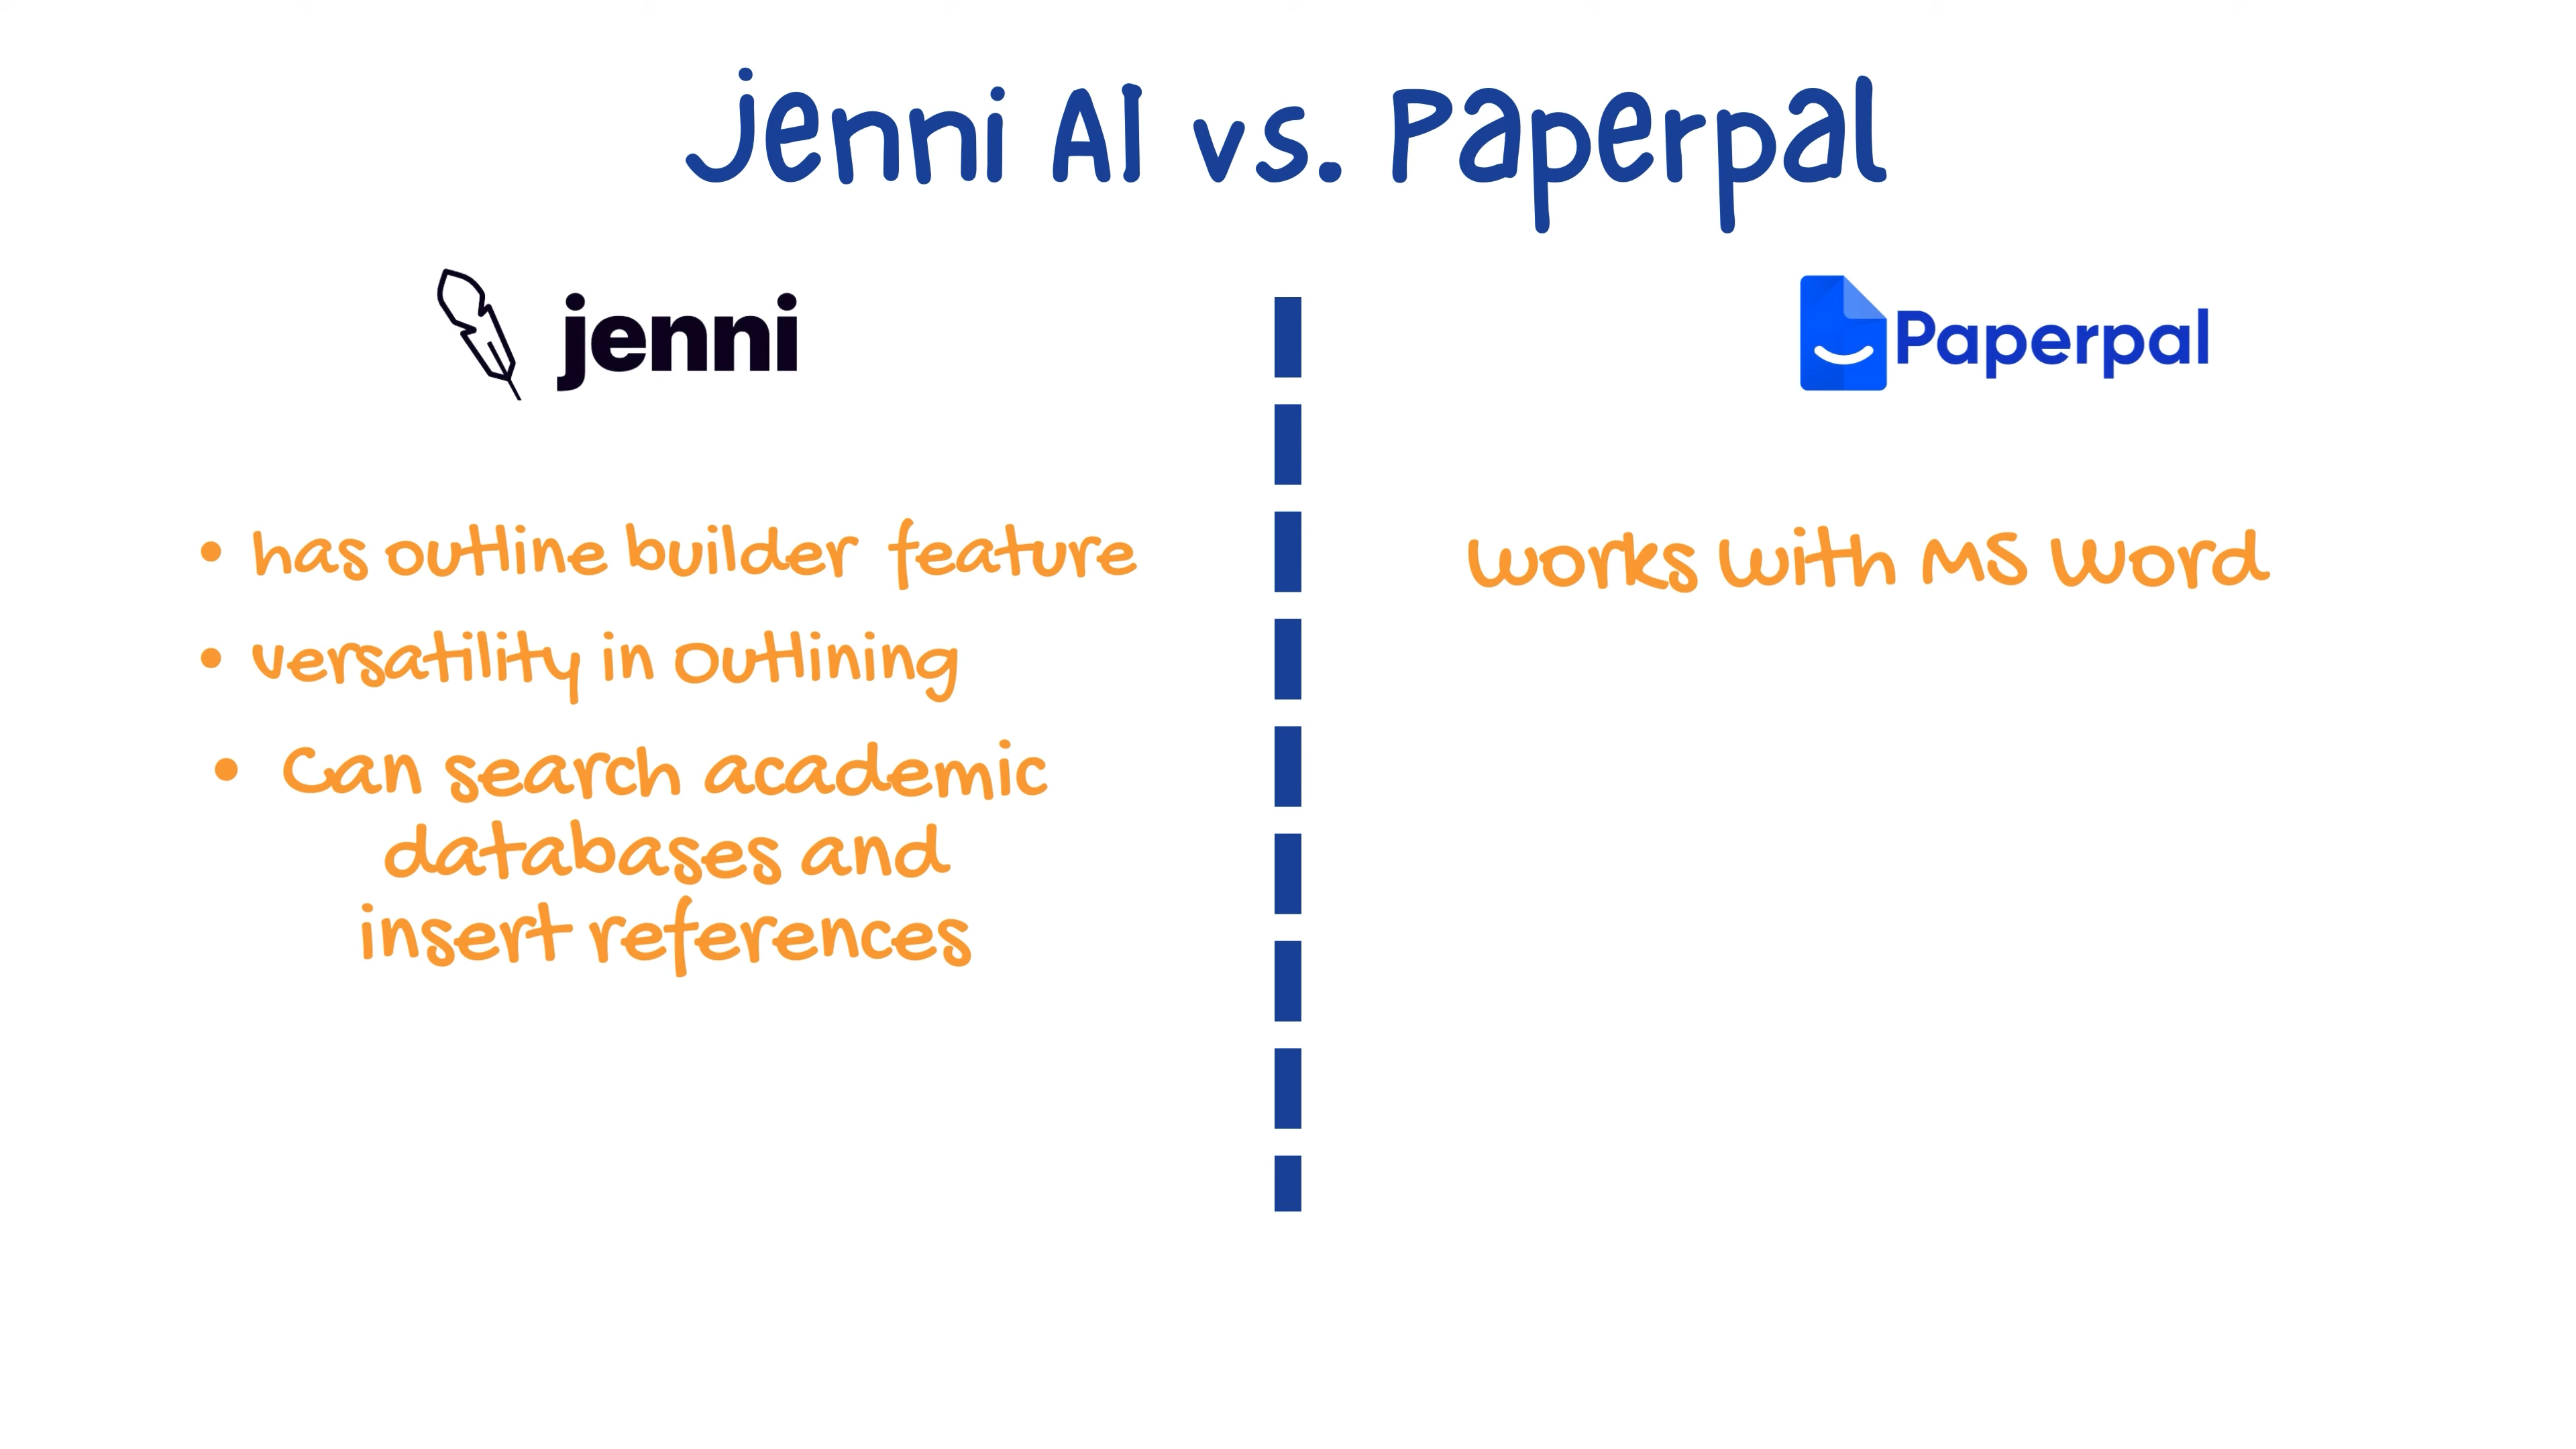 jenni AI vs. Paperpal
jenni
Paperpal
• has outline builder feature
• versatility in outlining
• Can search academic
databases and
insert references
works with MS Word